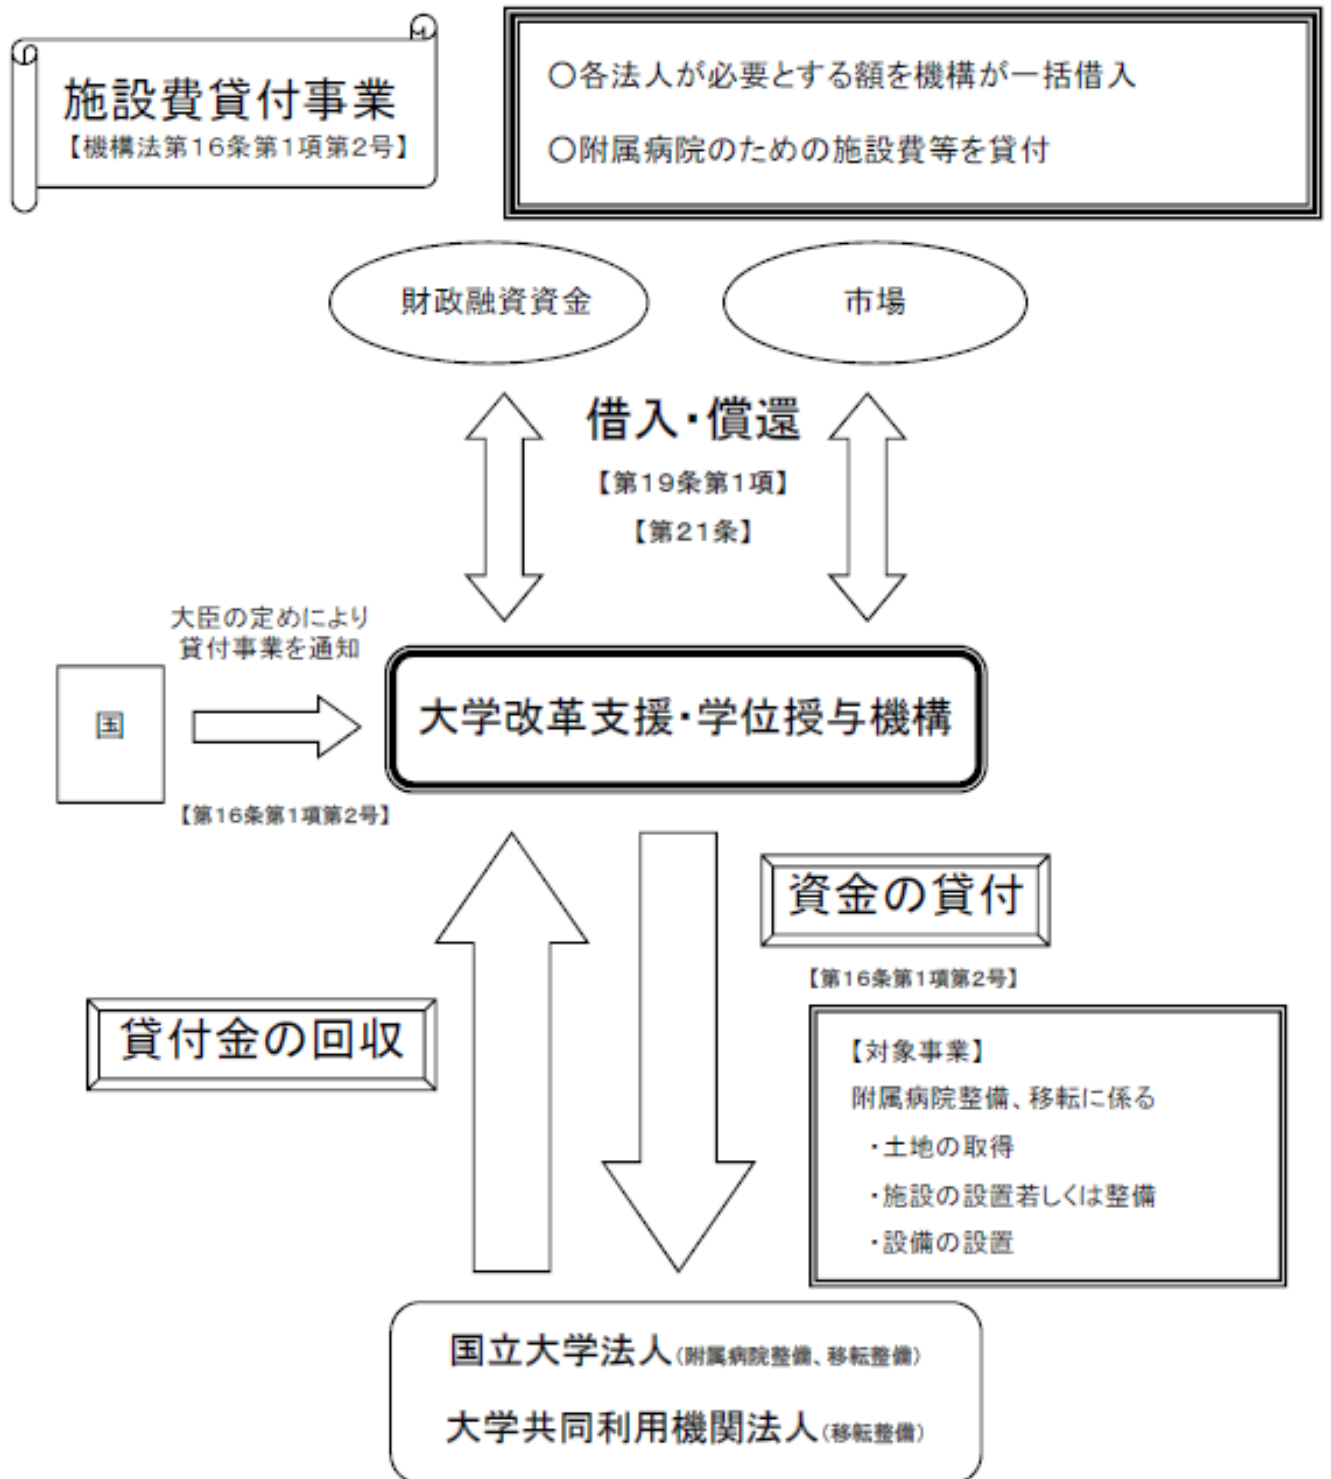 施設費貸付事業
【機構法第16条第1項第2号】
○各法人が必要とする額を機構が一括借入
○附属病院のための施設費等を貸付
財政融資資金
市場
借入・償還
【第19条第1項】
【第21条】
大臣の定めにより
貸付事業を通知
国
大学改革支援・学位授与機構
【第16条第1項第2号】
資金の貸付
【第16条第1項第2号】
貸付金の回収
【対象事業】
附属病院整備、移転に係る
・土地の取得
・施設の設置若しくは整備
・設備の設置
国立大学法人(附属病院整備、移転整備)
大学共同利用機関法人(移転整備)